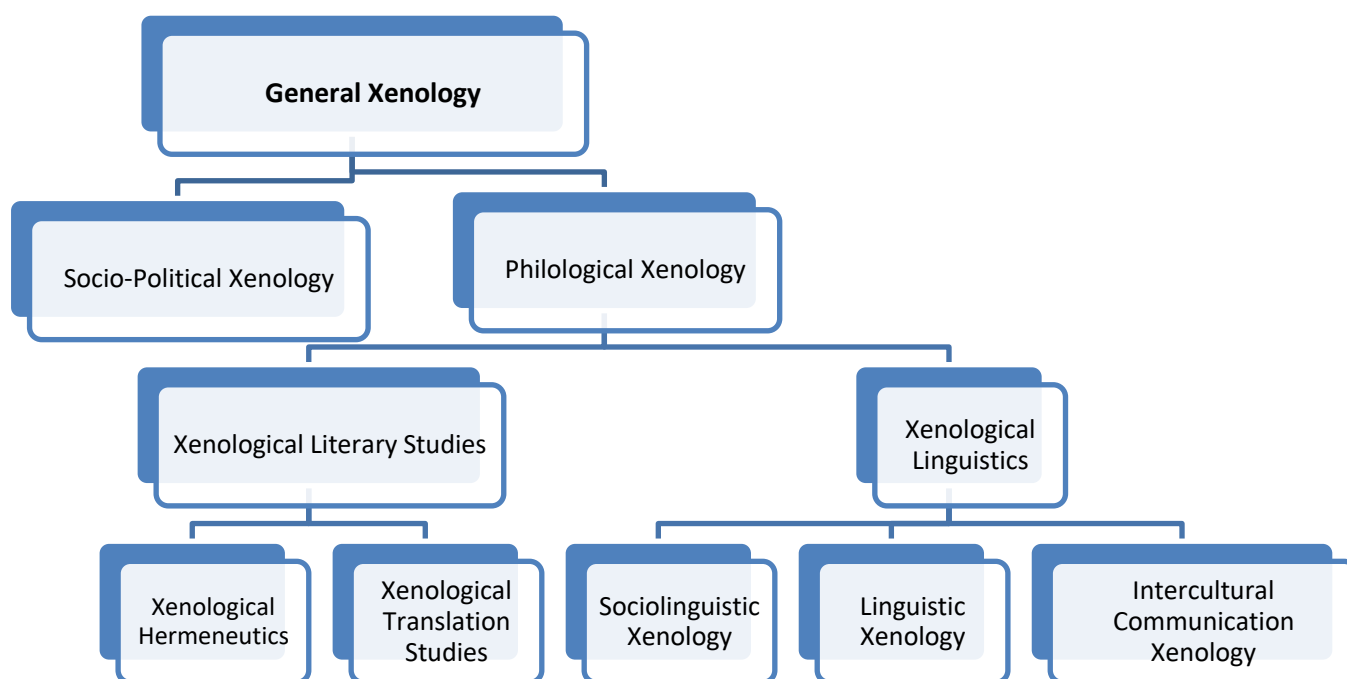 General Xenology
Socio-Political Xenology
Philological Xenology
Xenological Literary Studies
Xenological
Linguistics
Xenological
Hermeneutics
Xenological
Translation
Studies
Sociolinguistic
Xenology
Linguistic
Xenology
Intercultural
Communication
Xenology